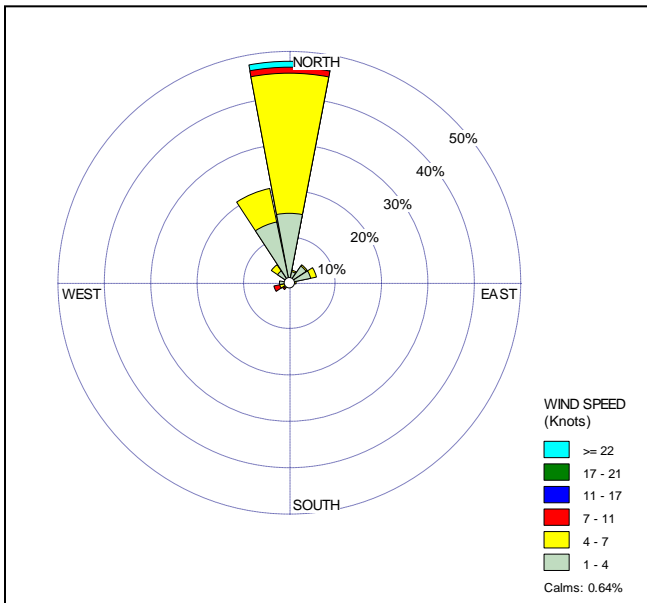 NORTH
50%
40%
30%
20%
10%
WEST
EAST
SOUTH
WIND SPEED
(Knots)
>= 22
17 - 21
11 - 17
7 - 11
4 - 7
1 - 4
Calms: 0.64%